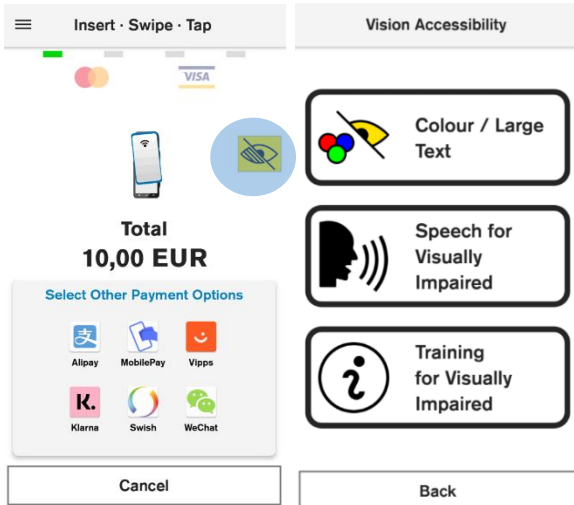 Insert · Swipe · Tap
VISA
Total
10,00 EUR
Select Other Payment Options
Alipay MobilePay Vipps
K.
Klarna Swish WeChat
Cancel
Vision Accessibility
Colour / Large
Text
Speech for
Visually
Impaired
Training
for Visually
Impaired
Back